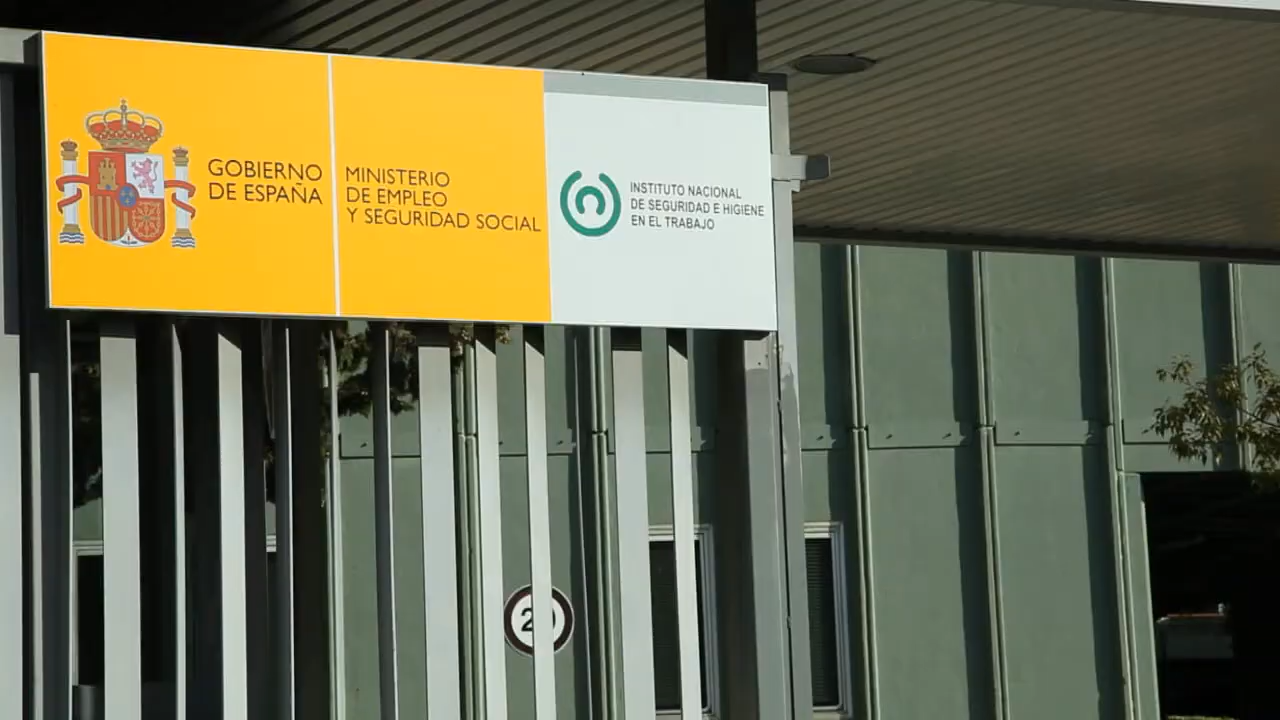 GOBIERNO
DE ESPAÑA
MINISTERIO
DE EMPLEO
Y SEGURIDAD SOCIAL
INSTITUTO NACIONAL
DE SEGURIDAD E HIGIENE
EN EL TRABAJO